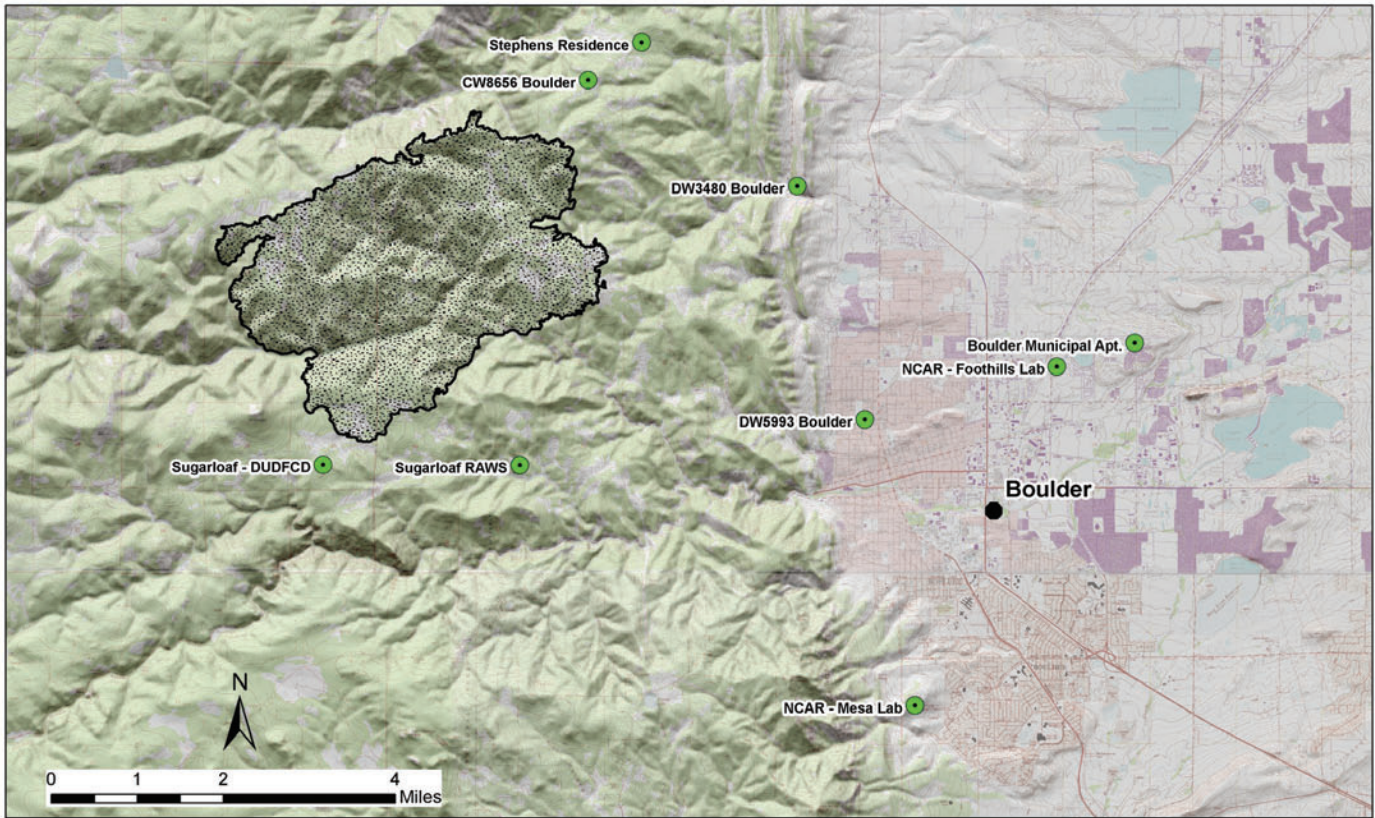 Stephens Residence
CW8656 Boulder
DW3480 Boulder
Boulder Municipal Apt.
NCAR - Foothills Lab
DW5993 Boulder
Sugarloaf - DUDFCD
Sugarloaf RAWS
Boulder
N
NCAR - Mesa Lab
0 1 2 4
Miles